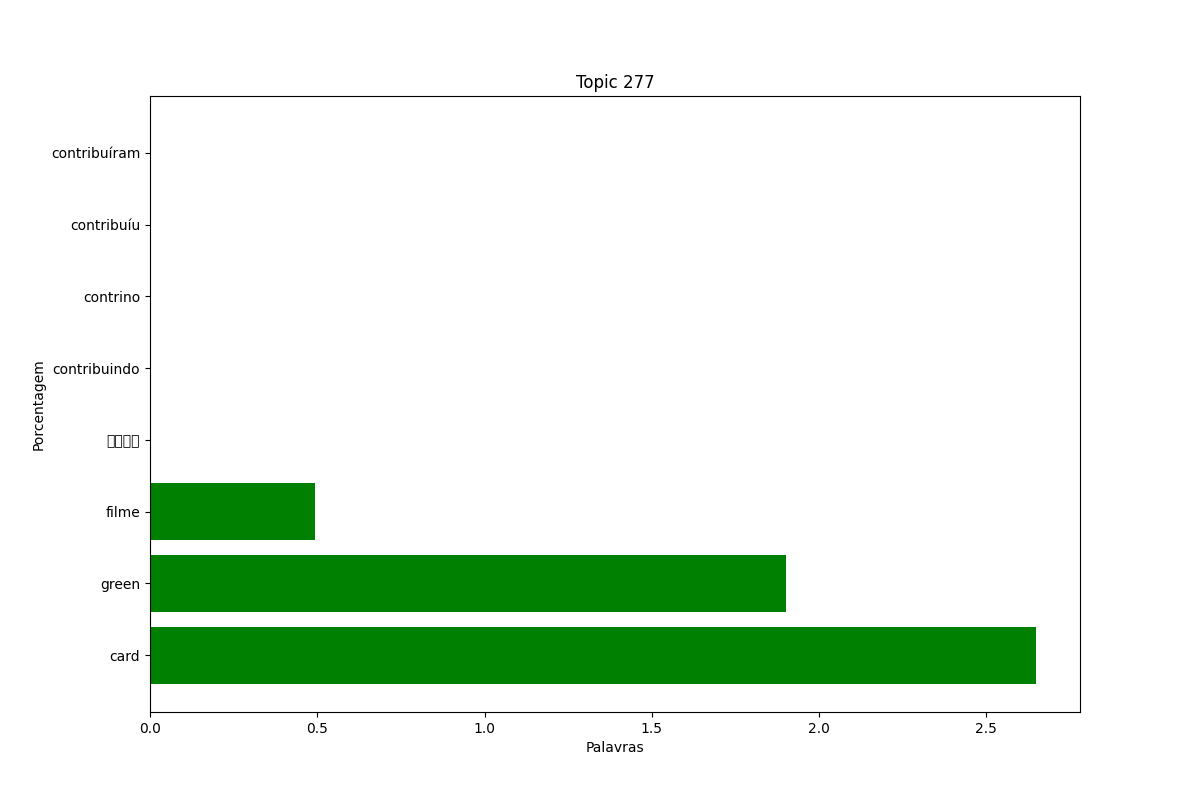 Topic 277
contribuíram
contribuíu
contrino
contribuindo
filme
green
card
Porcentagem
0.0 0.5 1.0 1.5 2.0 2.5
Palavras